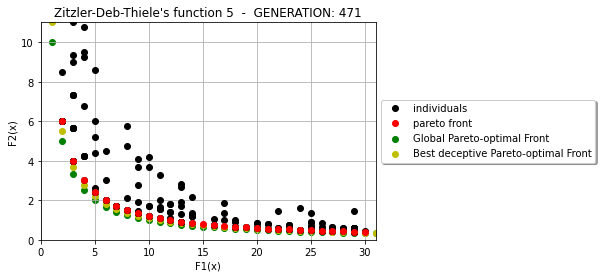 Zitzler-Deb-Thiele's function 5 - GENERATION: 471
10
8
6
4
2
0
F2(x)
0 5 10 15 20 25 30
F1(x)
individuals
pareto front
Global Pareto-optimal Front
Best deceptive Pareto-optimal Front